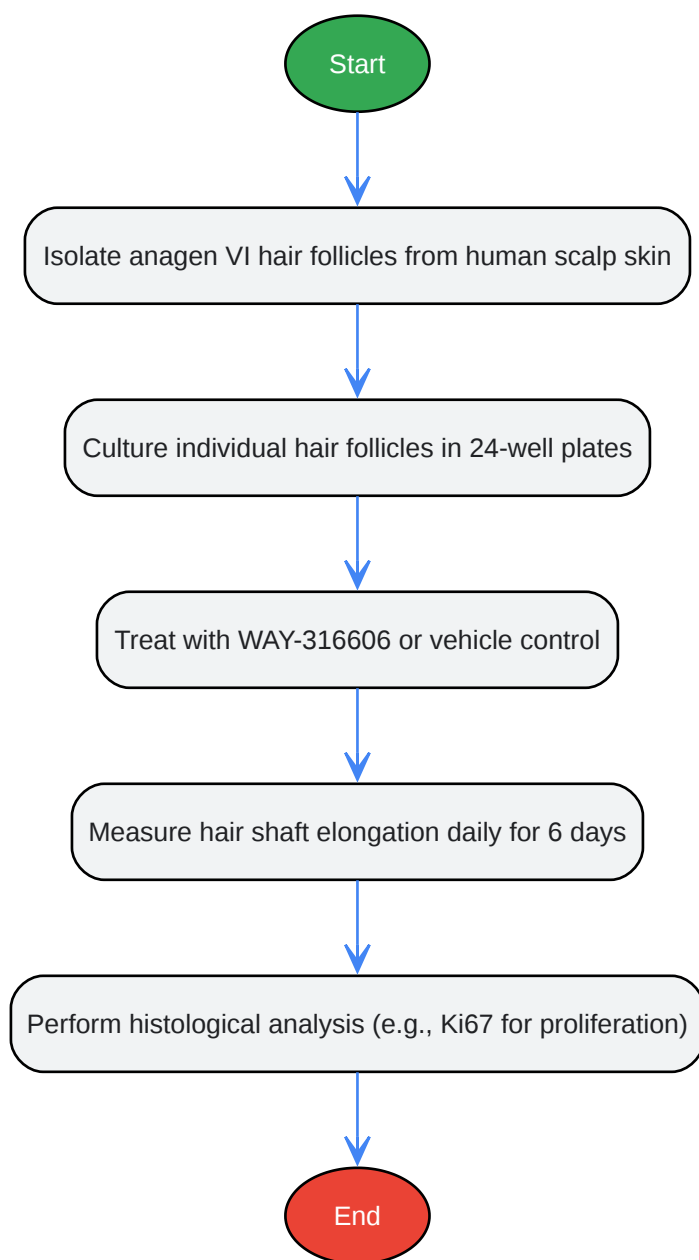 Start
Isolate anagen VI hair follicles from human scalp skin
Culture individual hair follicles in 24-well plates
Treat with WAY-316606 or vehicle control
Measure hair shaft elongation daily for 6 days
Perform histological analysis (e.g., Ki67 for proliferation)
End